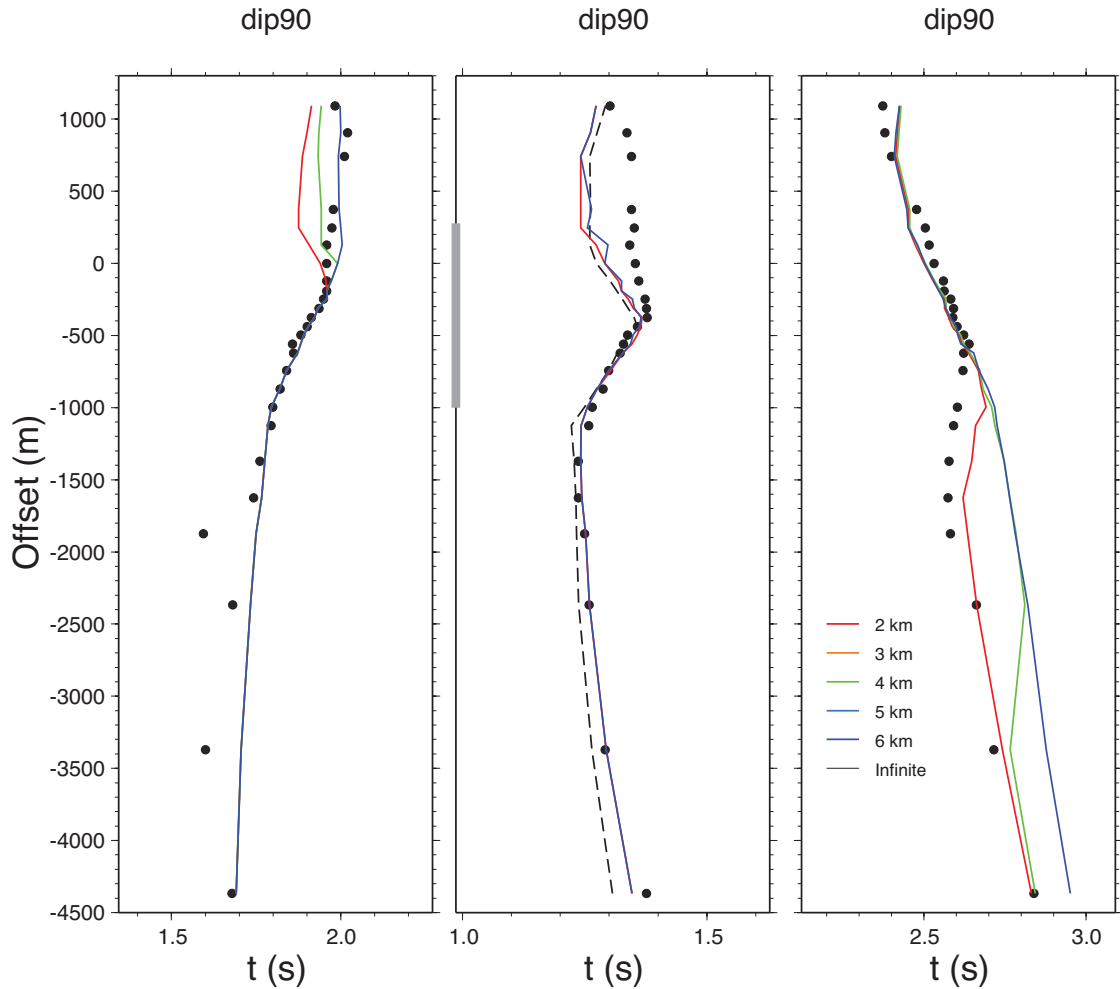 dip90 dip90 dip90
1000
500
0
-500
-1000
-1500
-2000
-2500
-3000
-3500
-4000
-4500
Offset (m)
2 km
3 km
4 km
5 km
6 km
Infinite
1.5 2.0 1.0 1.5 2.5 3.0
t (s) t (s) t (s)